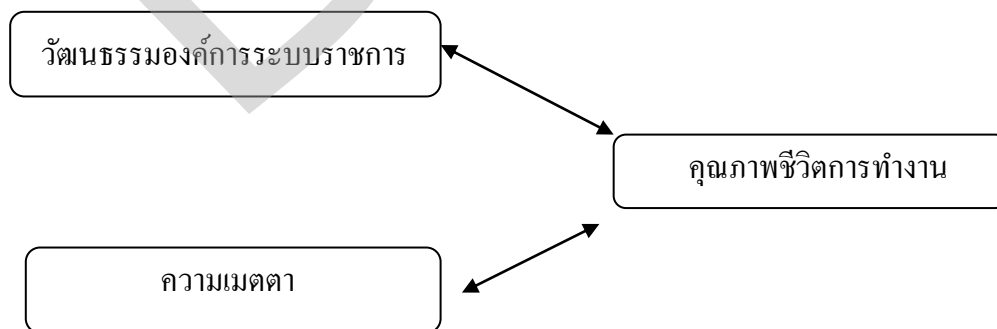 วัฒนธรรมองค์การระบบราชการ
คุณภาพชีวิตการทำงาน
ความเมตตา